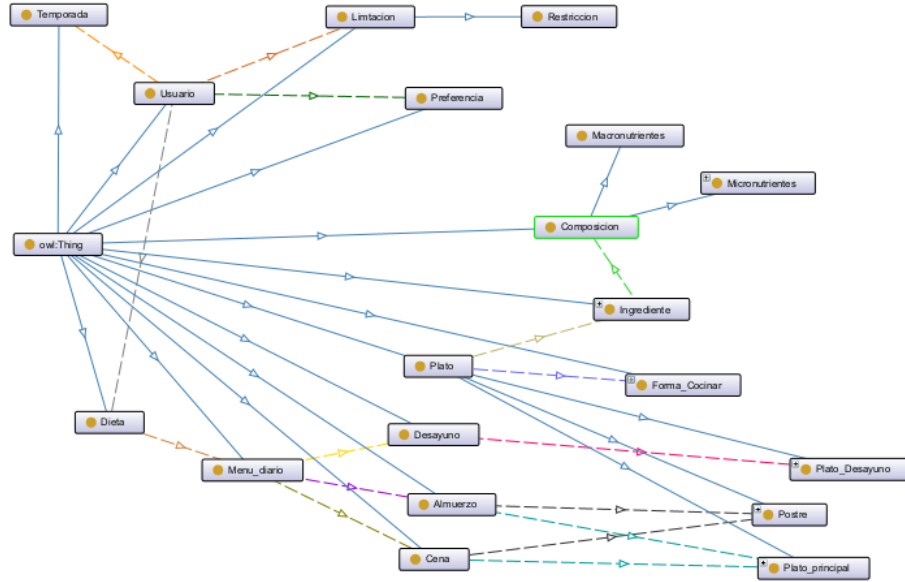 Temporada
Limtacion
Restriccion
Usuario
Preferencia
Macronutrientes
Micronutrientes
Composicion
owl:Thing
Ingrediente
Plato
Forma_Cocinar
Dieta
Desayuno
Menu_diario
Plato_Desayuno
Almuerzo
Postre
Cena
Plato_principal